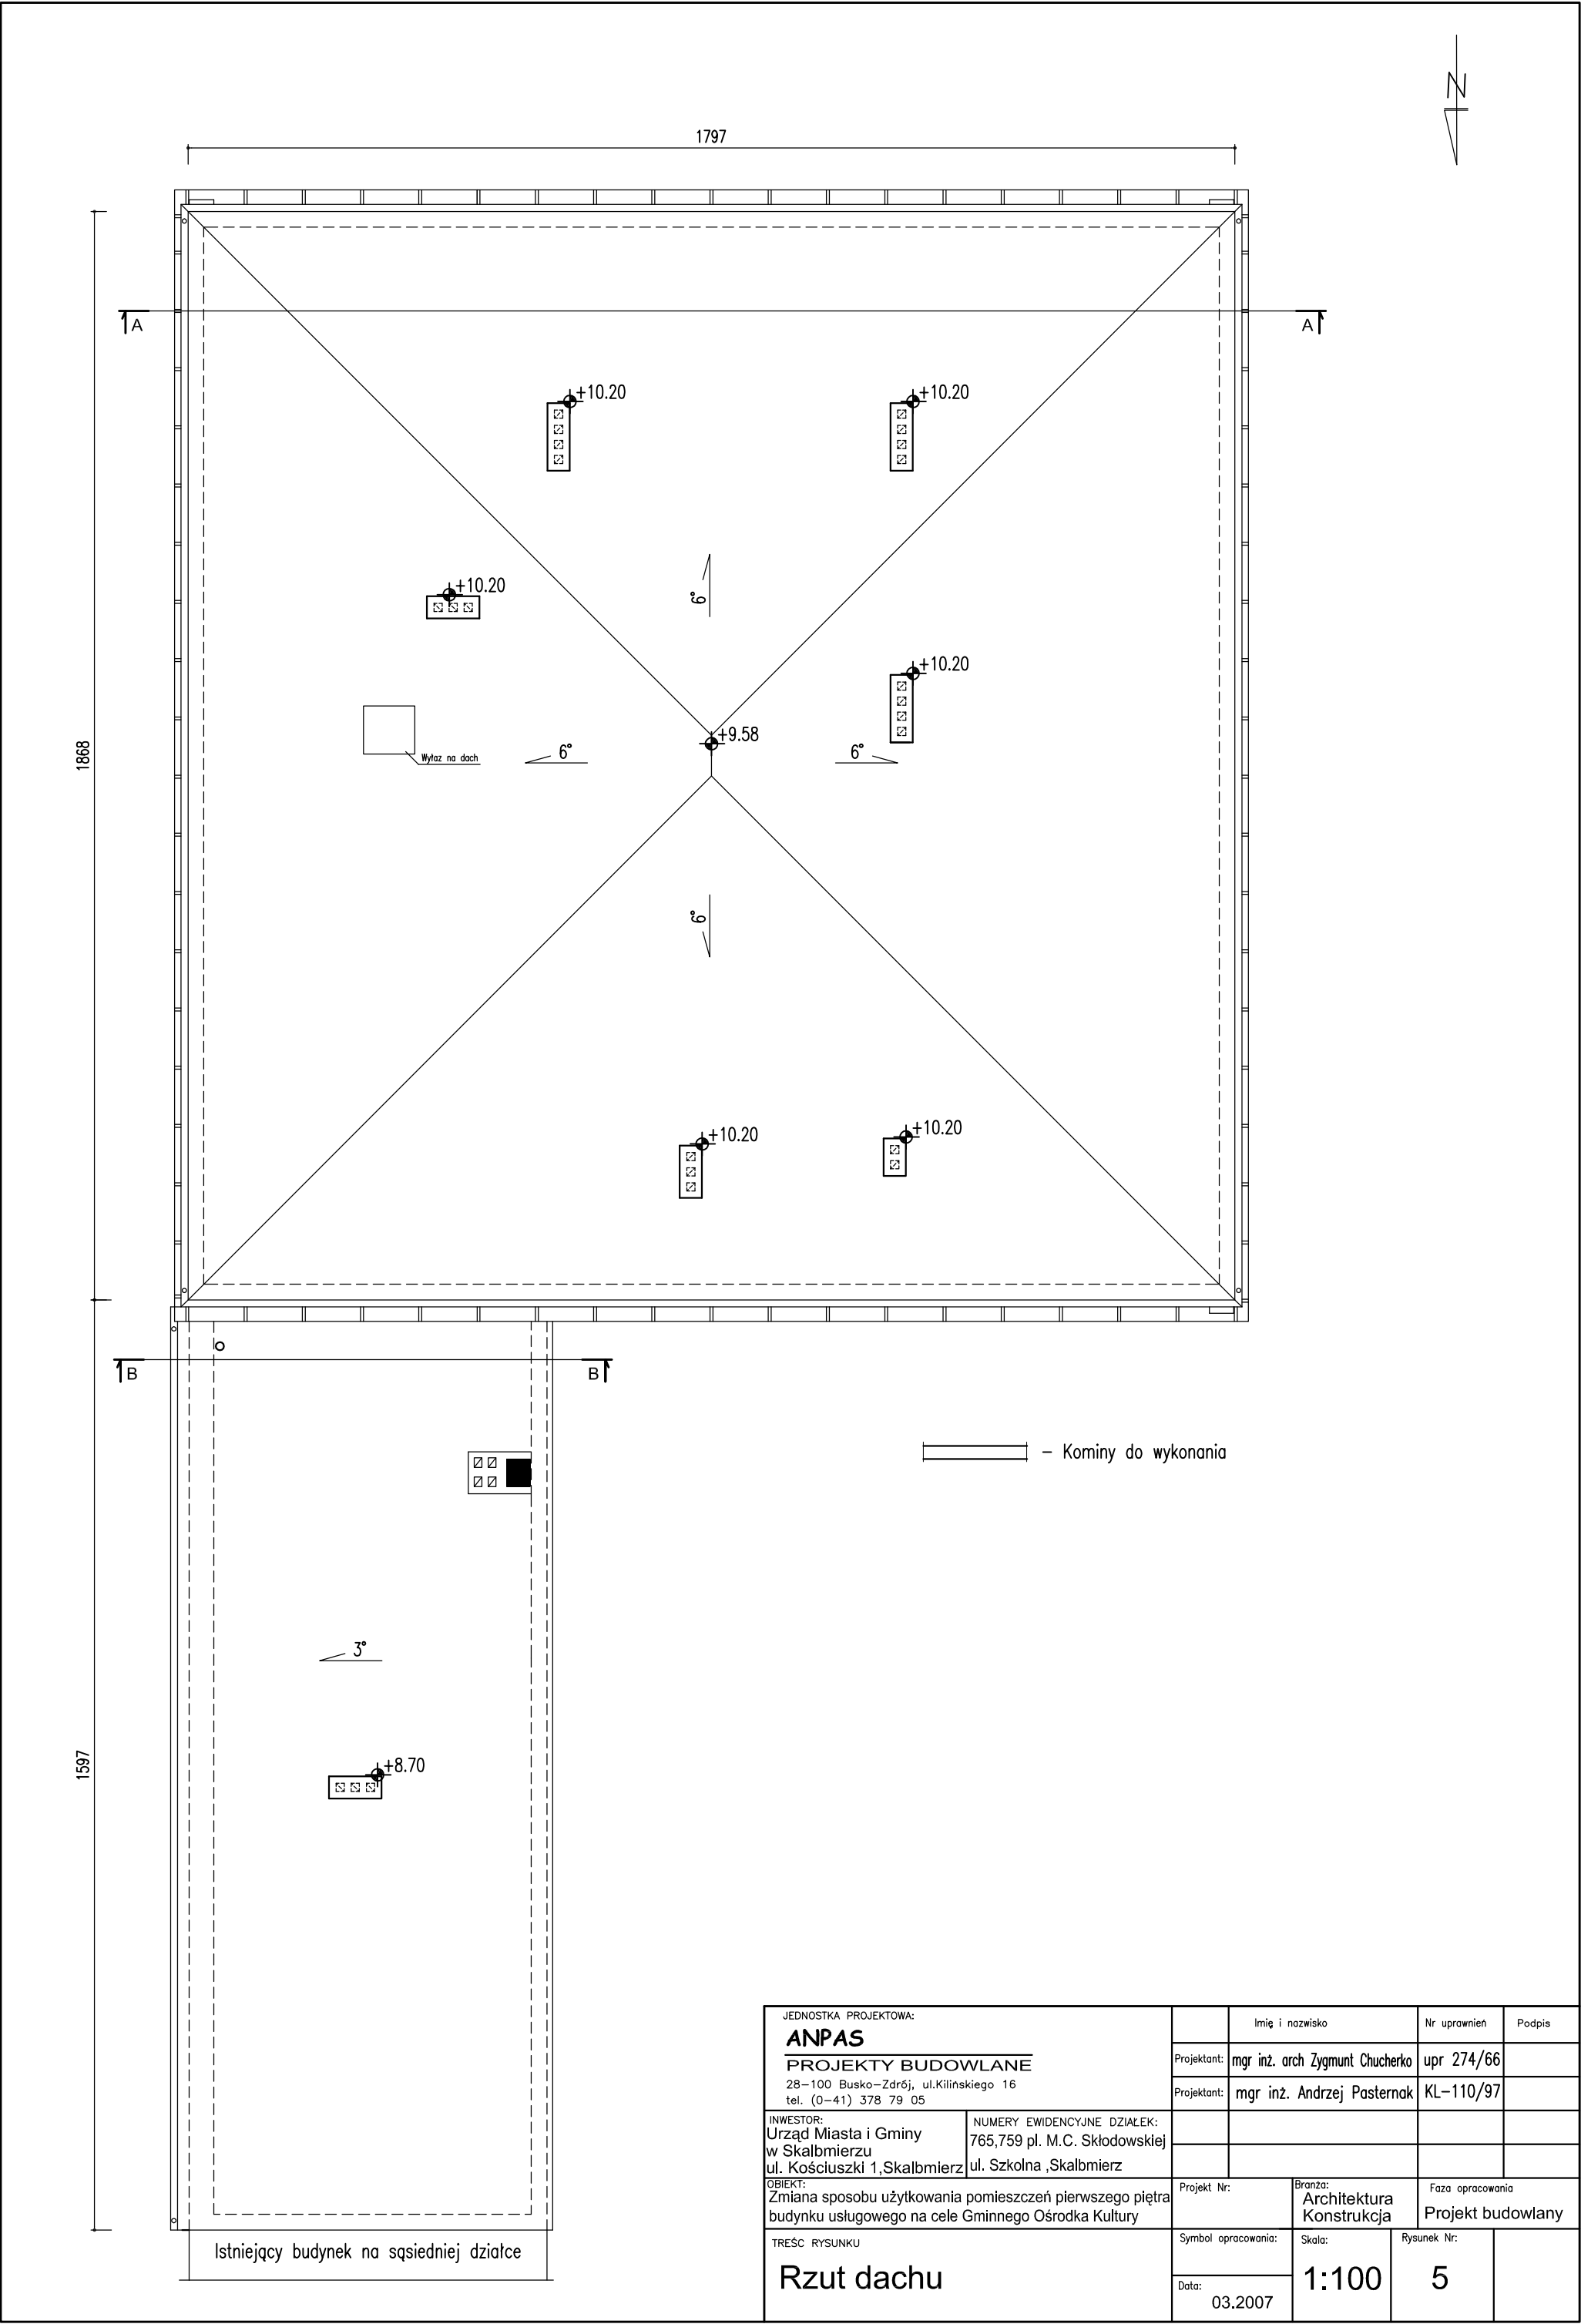 N
1797
A
A
+10.20
+10.20
+10.20
6°
+10.20
+9.58
1868
Wyłaz na dach
6°
6°
6°
+10.20
+10.20
B
B
– Kominy do wykonania
3°
1597
+8.70
Istniejący budynek na sąsiedniej działce
JEDNOSTKA PROJEKTOWA:
ANPAS
PROJEKTY BUDOWLANE
28–100 Busko–Zdrój, ul.Kilińskiego 16
tel. (0–41) 378 79 05
Imię i nazwisko
Nr uprawnień
Podpis
Projektant:
mgr inż. arch Zygmunt Chucherko
upr 274/66
Projektant:
mgr inż. Andrzej Pasternak
KL–110/97
INWESTOR:
Urząd Miasta i Gminy
w Skalbmierzu
ul. Kościuszki 1,Skalbmierz
NUMERY EWIDENCYJNE DZIAŁEK:
765,759 pl. M.C. Skłodowskiej
ul. Szkolna ,Skalbmierz
OBIEKT:
Zmiana sposobu użytkowania pomieszczeń pierwszego piętra
budynku usługowego na cele Gminnego Ośrodka Kultury
Projekt Nr:
Branża:
Architektura
Konstrukcja
Faza opracowania
Projekt budowlany
TREŚC RYSUNKU
Rzut dachu
Symbol opracowania:
Data:
03.2007
Skala:
1:100
Rysunek Nr:
5